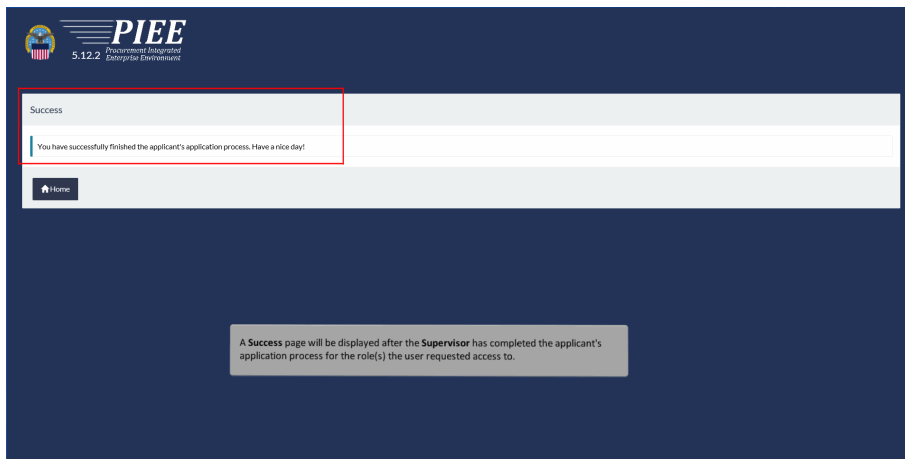 PIEE
5.12.2 Procurement Integrated
Enterprise Environment
Success
You have successfully finished the applicant's application process. Have a nice day!
Home
A Success page will be displayed after the Supervisor has completed the applicant's
application process for the role(s) the user requested access to.